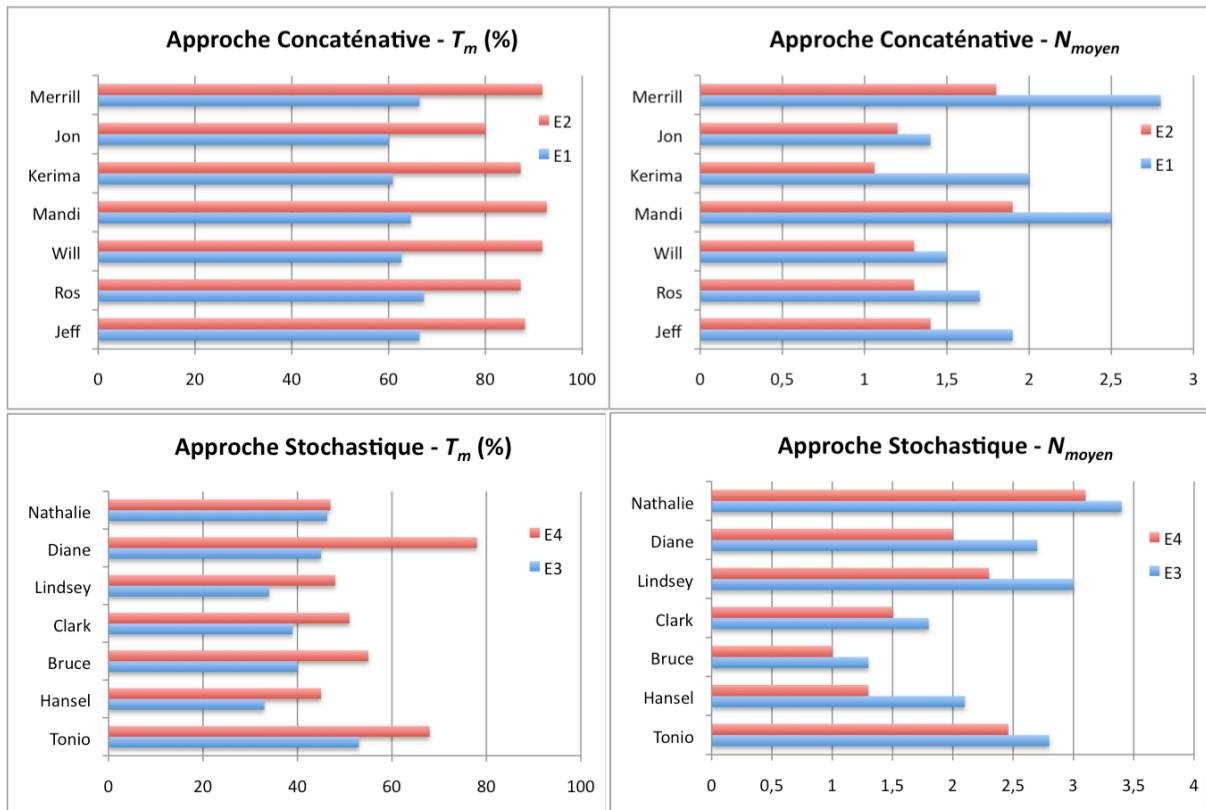 Approche Concaténative - Tm (%)
Merrill
Jon
Kerima
Mandi
Will
Ros
Jeff
E2
E1
0 20 40 60 80 100
Approche Concaténative - Nmoyen
Merrill
Jon
Kerima
Mandi
Will
Ros
Jeff
E2
E1
0 0,5 1 1,5 2 2,5 3
Approche Stochastique - Tm (%)
Nathalie
Diane
Lindsey
Clark
Bruce
Hansel
Tonio
E4
E3
0 20 40 60 80 100
Approche Stochastique - Nmoyen
Nathalie
Diane
Lindsey
Clark
Bruce
Hansel
Tonio
E4
E3
0 0,5 1 1,5 2 2,5 3 3,5 4